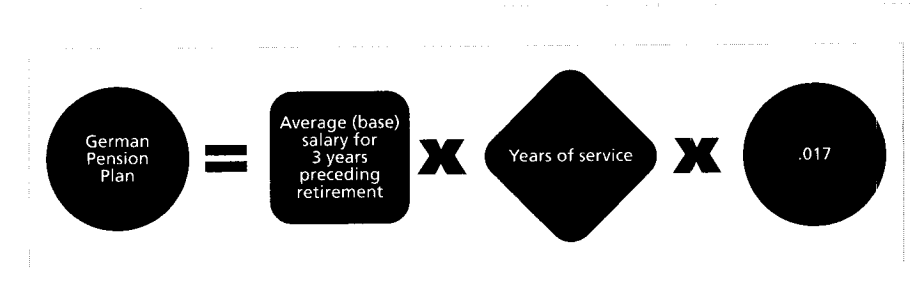 German
Pension
Plan
=
Average (base)
salary for
3 years
preceding
retirement
x
Years of service
x
.017